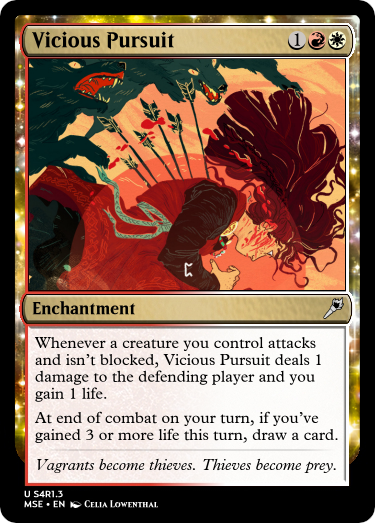 Vicious Pursuit 1
Enchantment
Whenever a creature you control attacks
and isn't blocked, Vicious Pursuit deals 1
damage to the defending player and you
gain 1 life.
At end of combat on your turn, if you've
gained 3 or more life this turn, draw a card.
Vagrants become thieves. Thieves become prey.
U S4R1.3
MSE • EN Celia Lowenthal